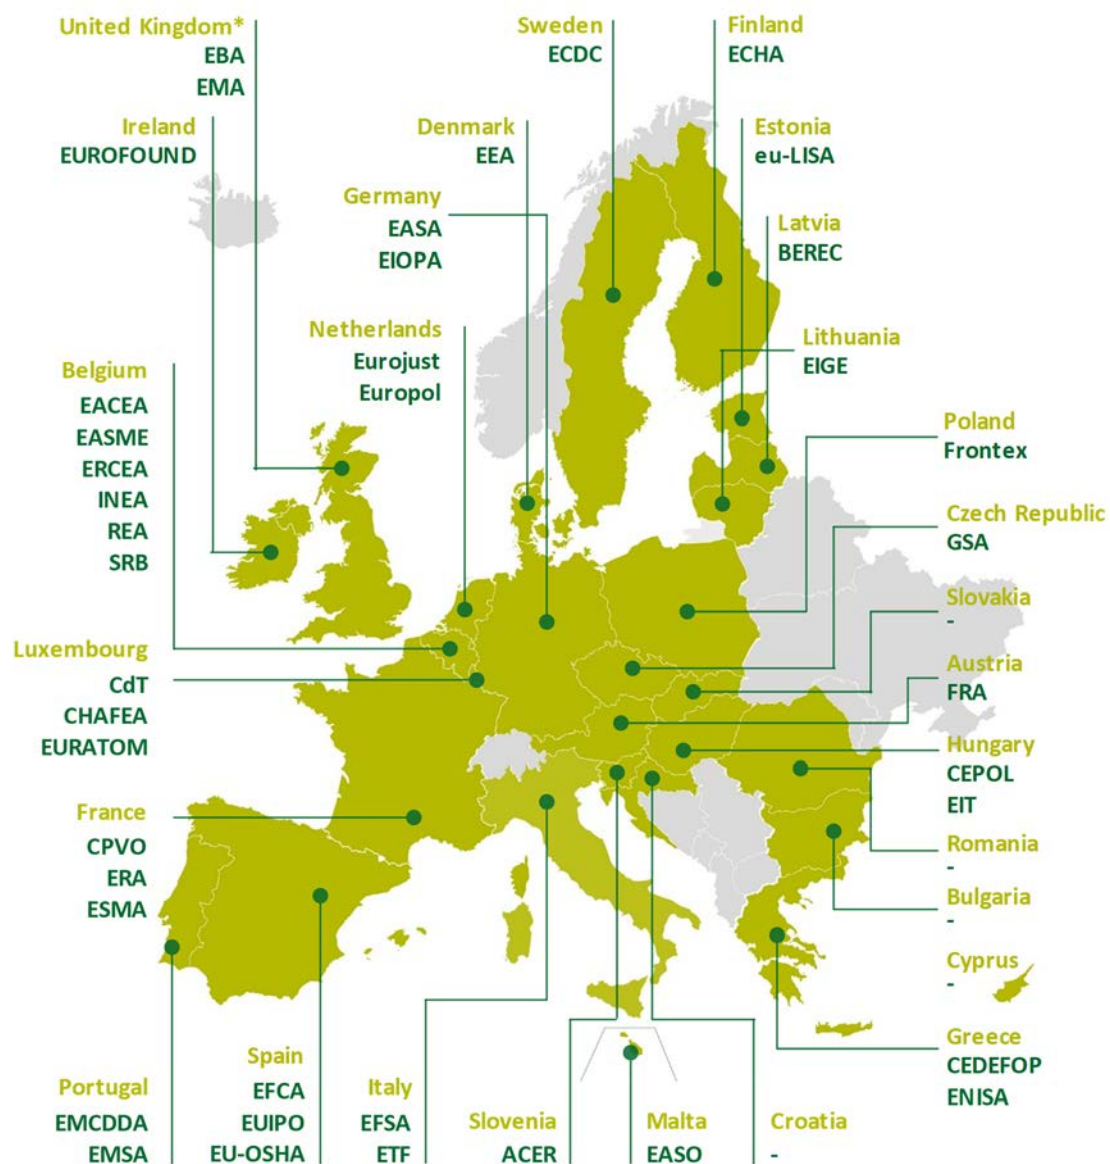 United Kingdom*
EBA
EMA
Sweden
ECDC
Finland
ECHA
Ireland
EUROFOUND
Denmark
EEA
Estonia
eu-LISA
Germany
EASA
EIOPA
Latvia
BEREC
Netherlands
Eurojust
Europol
Lithuania
EIGE
Belgium
EACEA
EASME
ERCEA
INEA
REA
SRB
Poland
Frontex
Czech Republic
GSA
Slovakia
-
Luxembourg
CdT
CHAFEA
EURATOM
Austria
FRA
Hungary
CEPOL
EIT
France
CPVO
ERA
ESMA
Romania
-
Bulgaria
-
Cyprus
-
Greece
CEDEFOP
ENISA
Portugal
EMCDDA
EMSA
Spain
EFCA
EUIPO
EU-OSHA
Italy
EFSA
ETF
Slovenia
ACER
Malta
EASO
Croatia
-